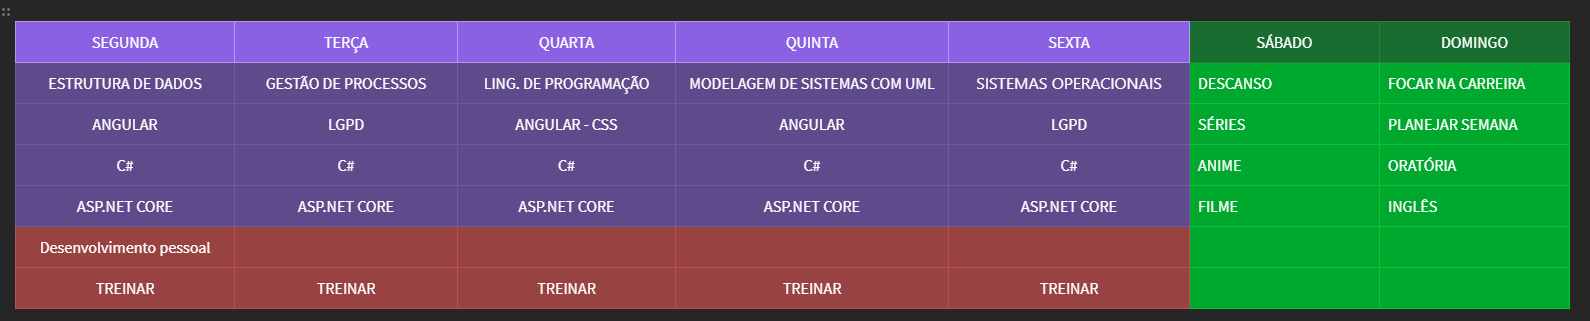 SEGUNDA TERÇA QUARTA QUINTA SEXTA SÁBADO DOMINGO
ESTRUTURA DE DADOS GESTÃO DE PROCESSOS LING. DE PROGRAMAÇÃO MODELAGEM DE SISTEMAS COM UML SISTEMAS OPERACIONAIS DESCANSO FOCAR NA CARREIRA
ANGULAR LGPD ANGULAR - CSS ANGULAR LGPD SÉRIES PLANEJAR SEMANA
C# C# C# C# C# ANIME ORATÓRIA
ASP.NET CORE ASP.NET CORE ASP.NET CORE ASP.NET CORE ASP.NET CORE FILME INGLÊS
Desenvolvimento pessoal
TREINAR TREINAR TREINAR TREINAR TREINAR